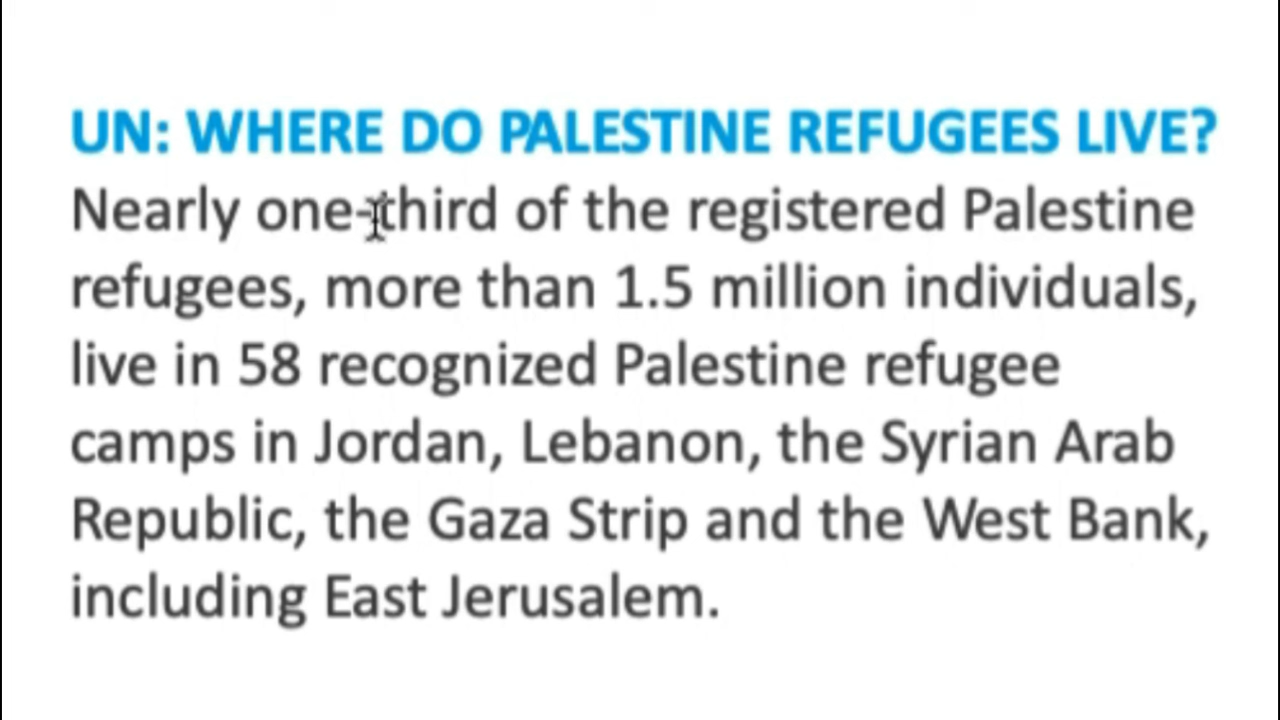 UN: WHERE DO PALESTINE REFUGEES LIVE?
Nearly one-third of the registered Palestine
refugees, more than 1.5 million individuals,
live in 58 recognized Palestine refugee
camps in Jordan, Lebanon, the Syrian Arab
Republic, the Gaza Strip and the West Bank,
including East Jerusalem.